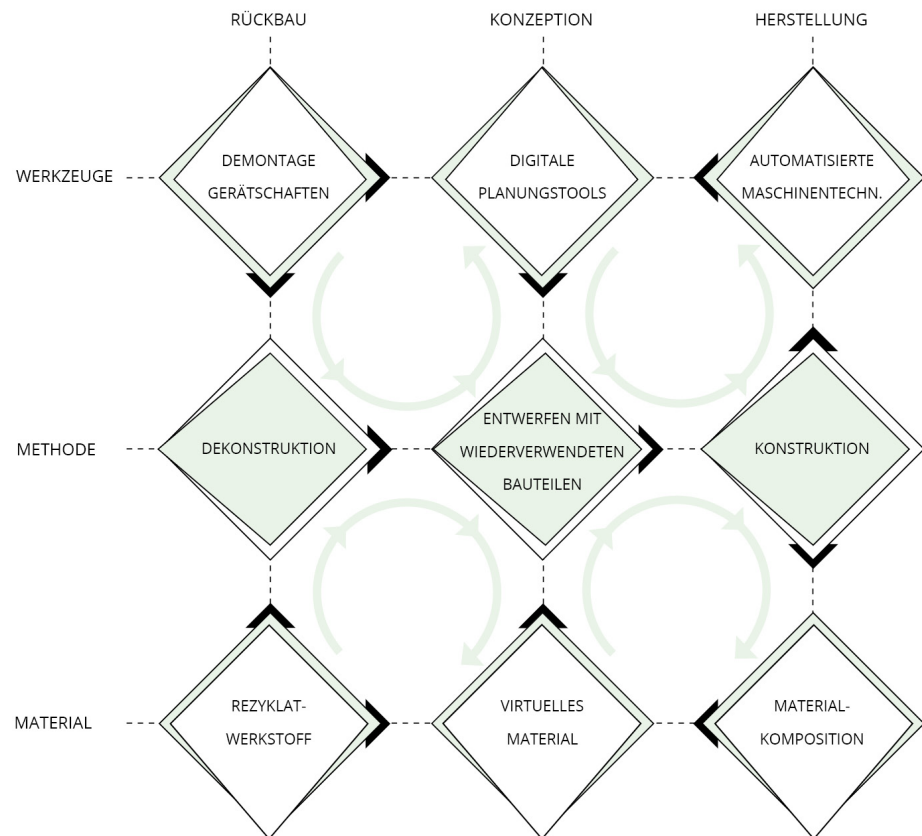 RÜCKBAU
KONZEPTION
HERSTELLUNG
WERKZEUGE
DEMONTAGE
GERÄTSCHAFTEN
DIGITALE
PLANUNGSTOOLS
AUTOMATISIERTE
MASCHINENTECHN.
METHODE
DEKONSTRUKTION
ENTWERFEN MIT
WIEDERVERWENDETEN
BAUTEILEN
KONSTRUKTION
MATERIAL
REZYKLAT-
WERKSTOFF
VIRTUELLES
MATERIAL
MATERIAL-
KOMPOSITION